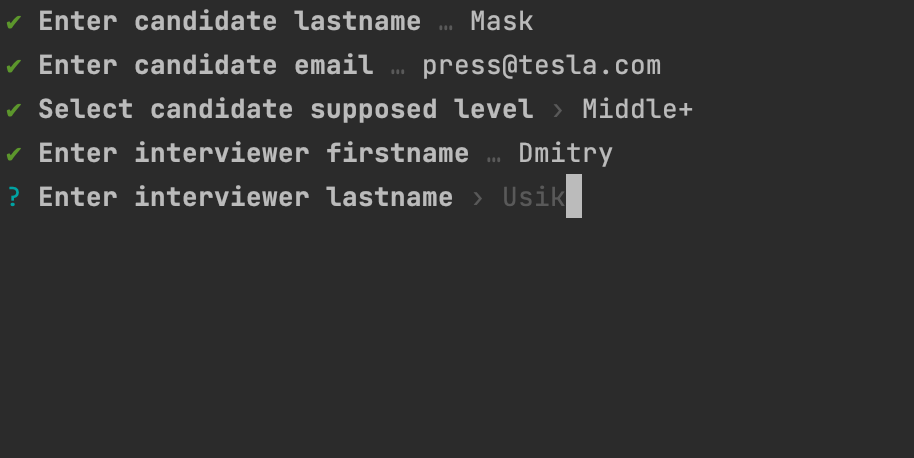 ✔ Enter candidate lastname … Mask
✔ Enter candidate email … press@tesla.com
✔ Select candidate supposed level › Middle+
✔ Enter interviewer firstname … Dmitry
? Enter interviewer lastname › Usik